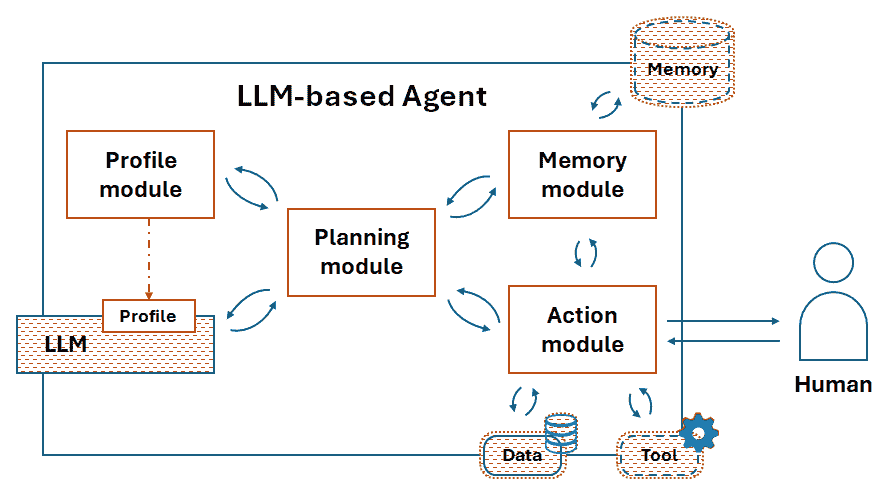 Memory
LLM-based Agent
Profile
module
Memory
module
Planning
module
Profile
LLM
Action
module
Human
Data
Tool